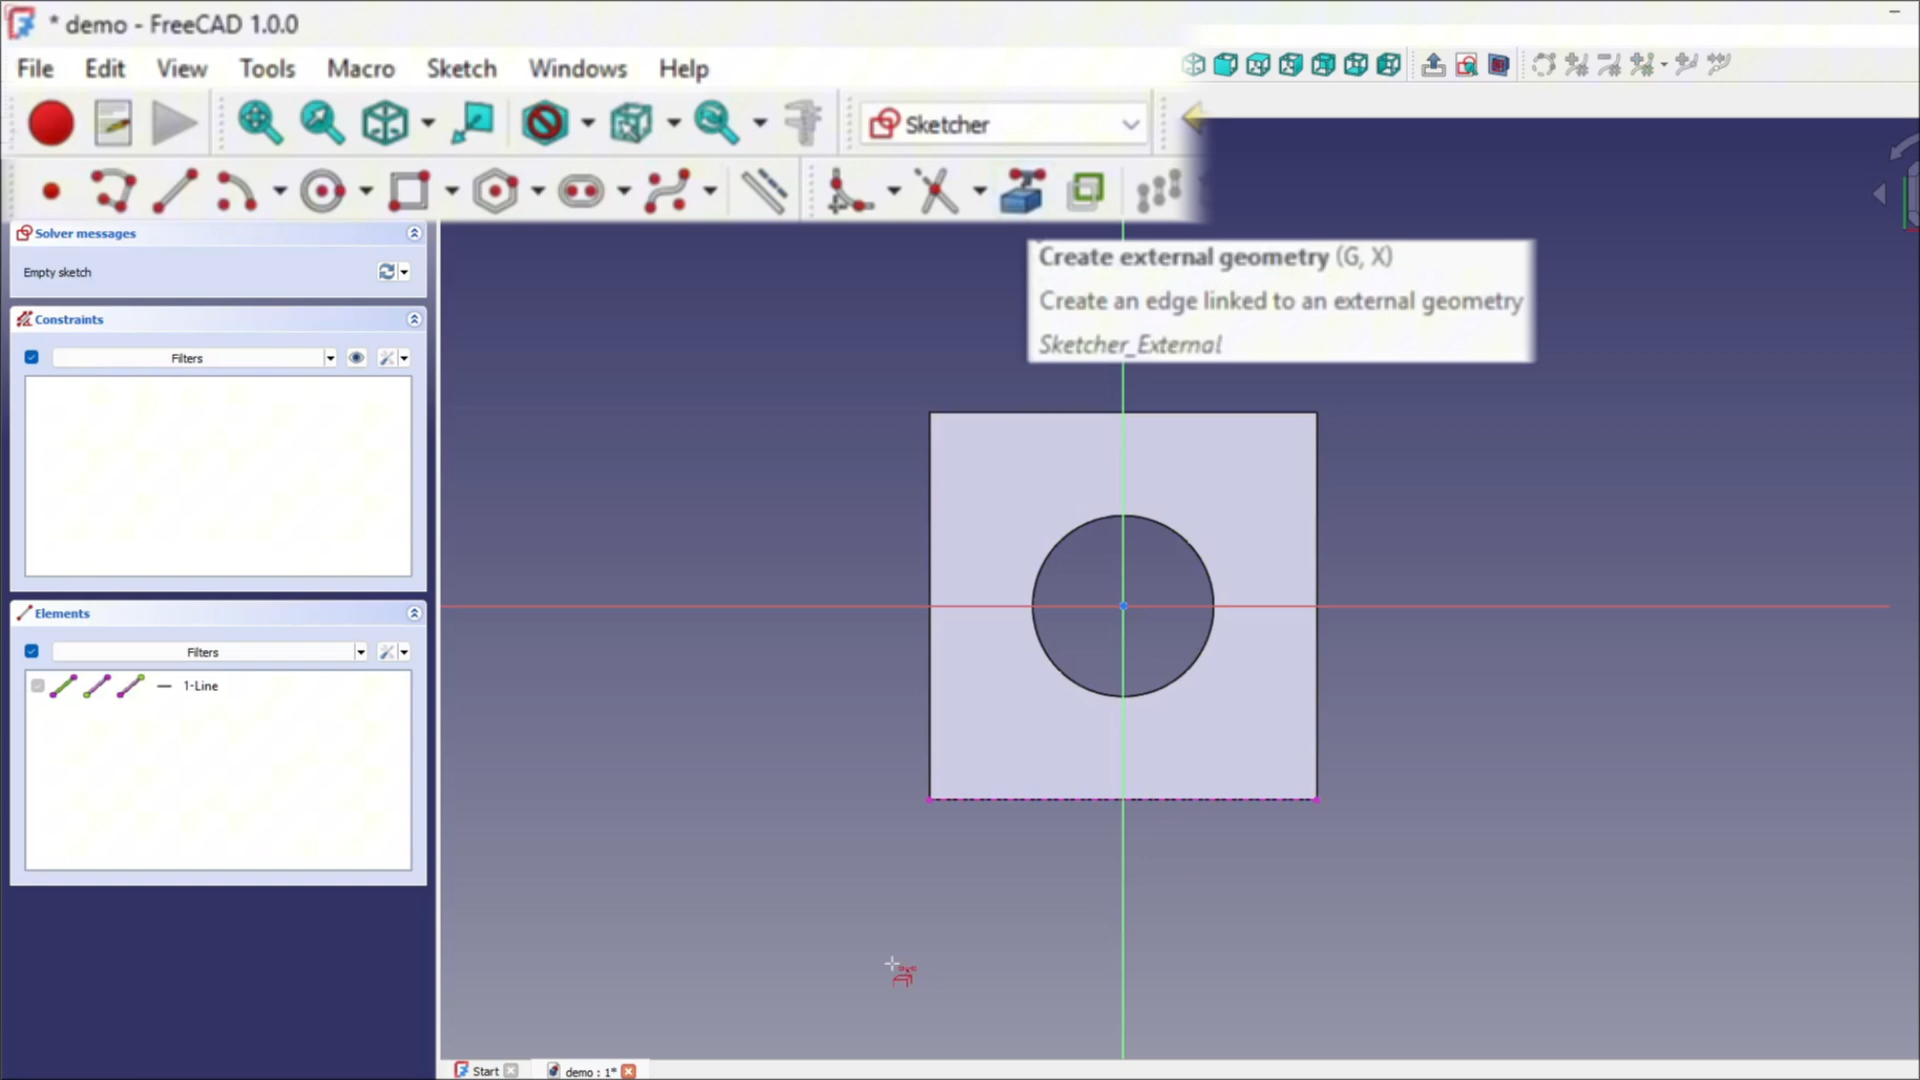 * demo - FreeCAD 1.0.0
File Edit View Tools Macro Sketch Windows Help
Sketcher
Solver messages
Empty sketch
Constraints
Filters
Elements
Filters
1-Line
Create external geometry (G, X)
Create an edge linked to an external geometry
Sketcher_External
Start
demo : 1*